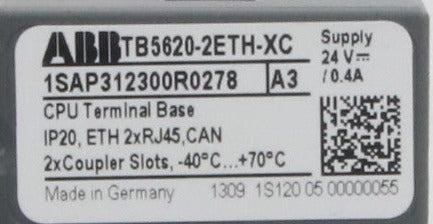 ABB TB5620-2ETH-XC
Supply
24 V⎓
/ 0.4A
1SAP312300R0278 A3
CPU Terminal Base
IP20, ETH 2xRJ45,CAN
2xCoupler Slots, -40°C...+70°C
Made in Germany 1309 1S120 05 00000055